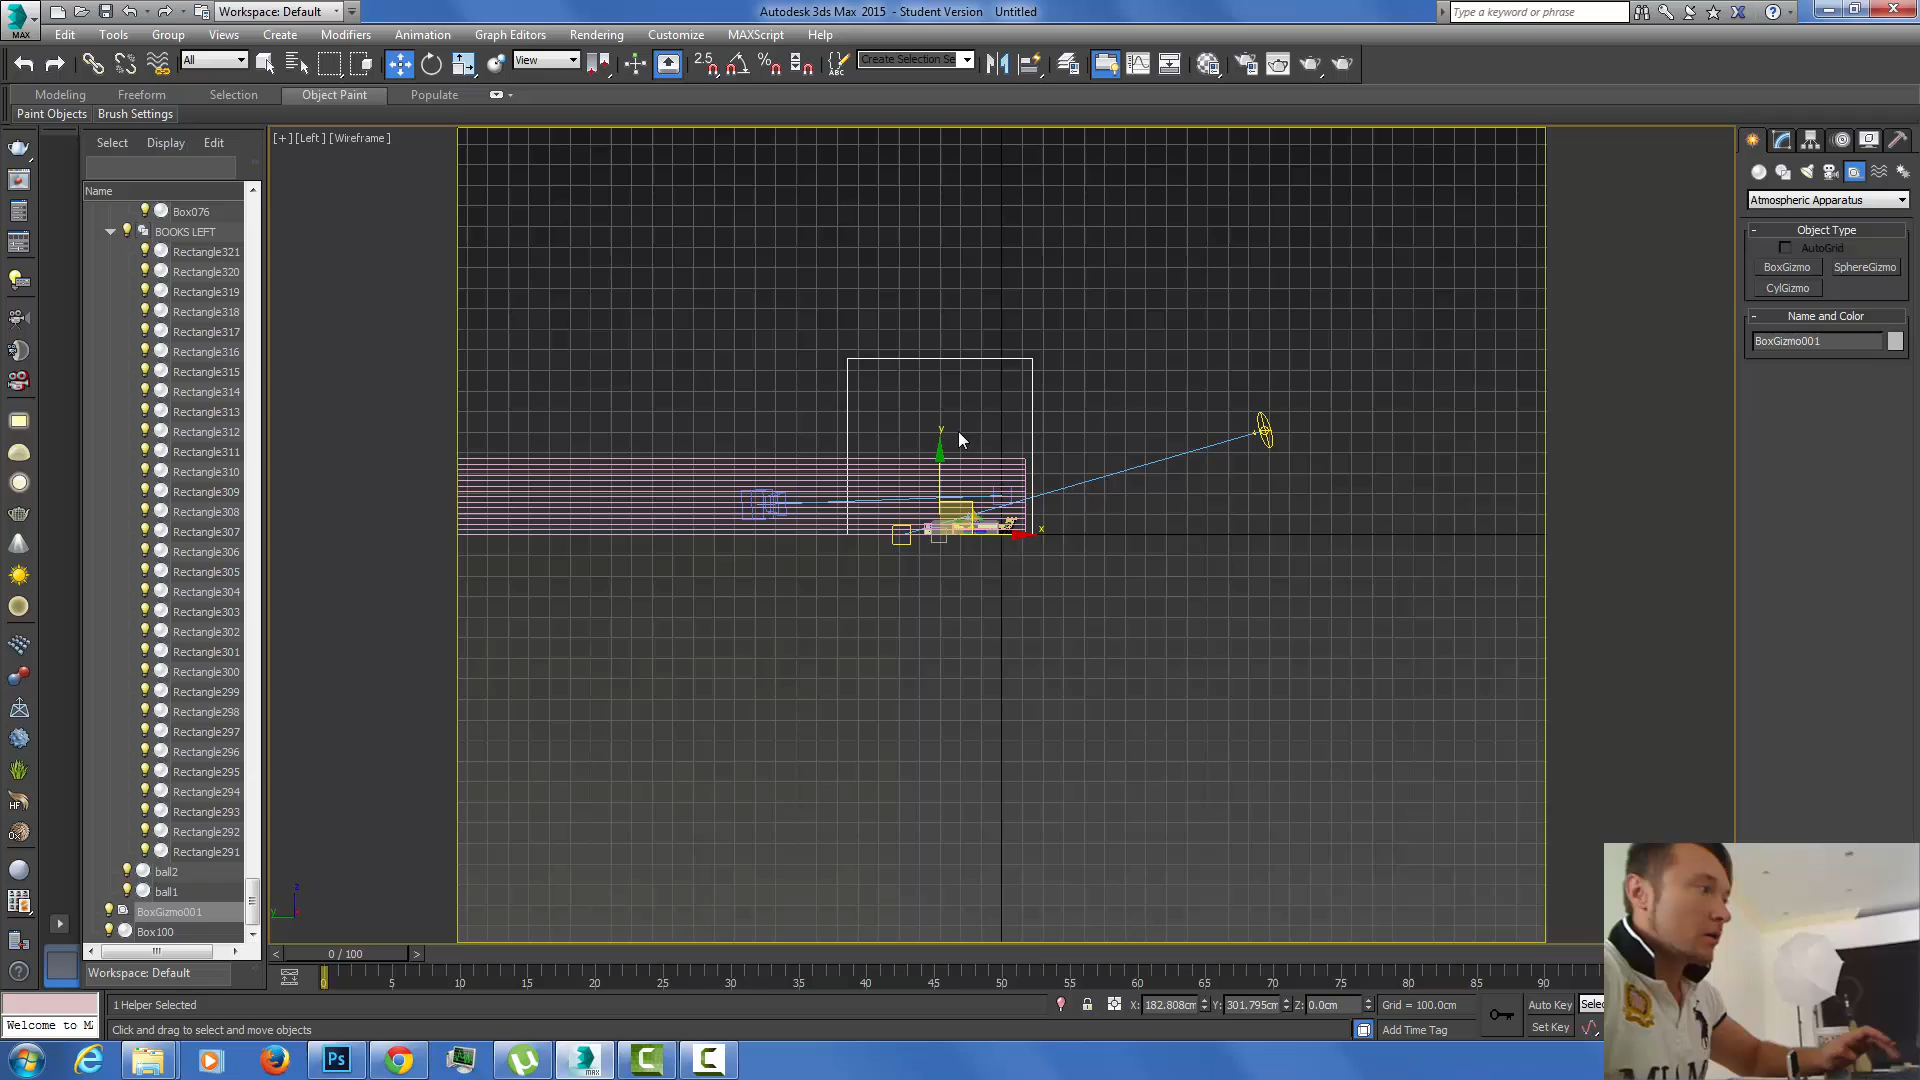 Workspace: Default
Autodesk 3ds Max 2015 - Student Version Untitled
Type a keyword or phrase
MAX
Edit Tools Group Views Create Modifiers Animation Graph Editors Rendering Customize MAXScript Help
All
View
2.5
Create Selection Se
Modeling Freeform Selection Object Paint Populate
Paint Objects Brush Settings
Select Display Edit
[+] [Left] [Wireframe]
Name
Box076
BOOKS LEFT
Rectangle321
Rectangle320
Rectangle319
Rectangle318
Rectangle317
Rectangle316
Rectangle315
Rectangle314
Rectangle313
Rectangle312
Rectangle311
Rectangle310
Rectangle309
Rectangle308
Rectangle307
Rectangle306
Rectangle305
Rectangle304
Rectangle303
Rectangle302
Rectangle301
Rectangle300
Rectangle299
Rectangle298
Rectangle297
Rectangle296
Rectangle295
Rectangle294
Rectangle293
Rectangle292
Rectangle291
ball2
ball1
BoxGizmo001
Box100
Workspace: Default
y
x
z
y
Atmospheric Apparatus
- Object Type
AutoGrid
BoxGizmo SphereGizmo
CylGizmo
- Name and Color
BoxGizmo001
< 0 / 100 >
0 5 10 15 20 25 30 35 40 45 50 55 60 65 70 75 80 85 90
1 Helper Selected
X: 182.808cm Y: 301.795cm Z: 0.0cm Grid = 100.0cm
Auto Key
Selec
Welcome to M
Click and drag to select and move objects
Add Time Tag
Set Key
Ps
MAX